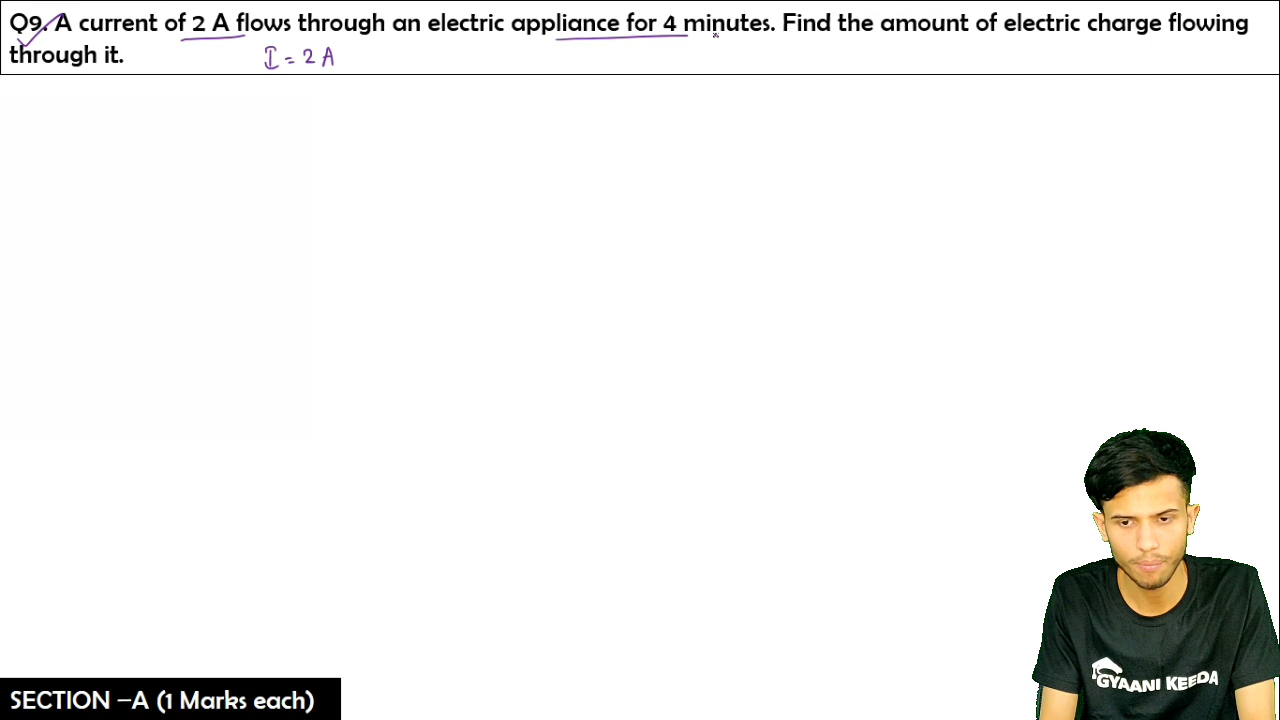 Q9. A current of 2 A flows through an electric appliance for 4 minutes. Find the amount of electric charge flowing
through it.
I = 2 A
GYAANI KEEDA
SECTION –A (1 Marks each)